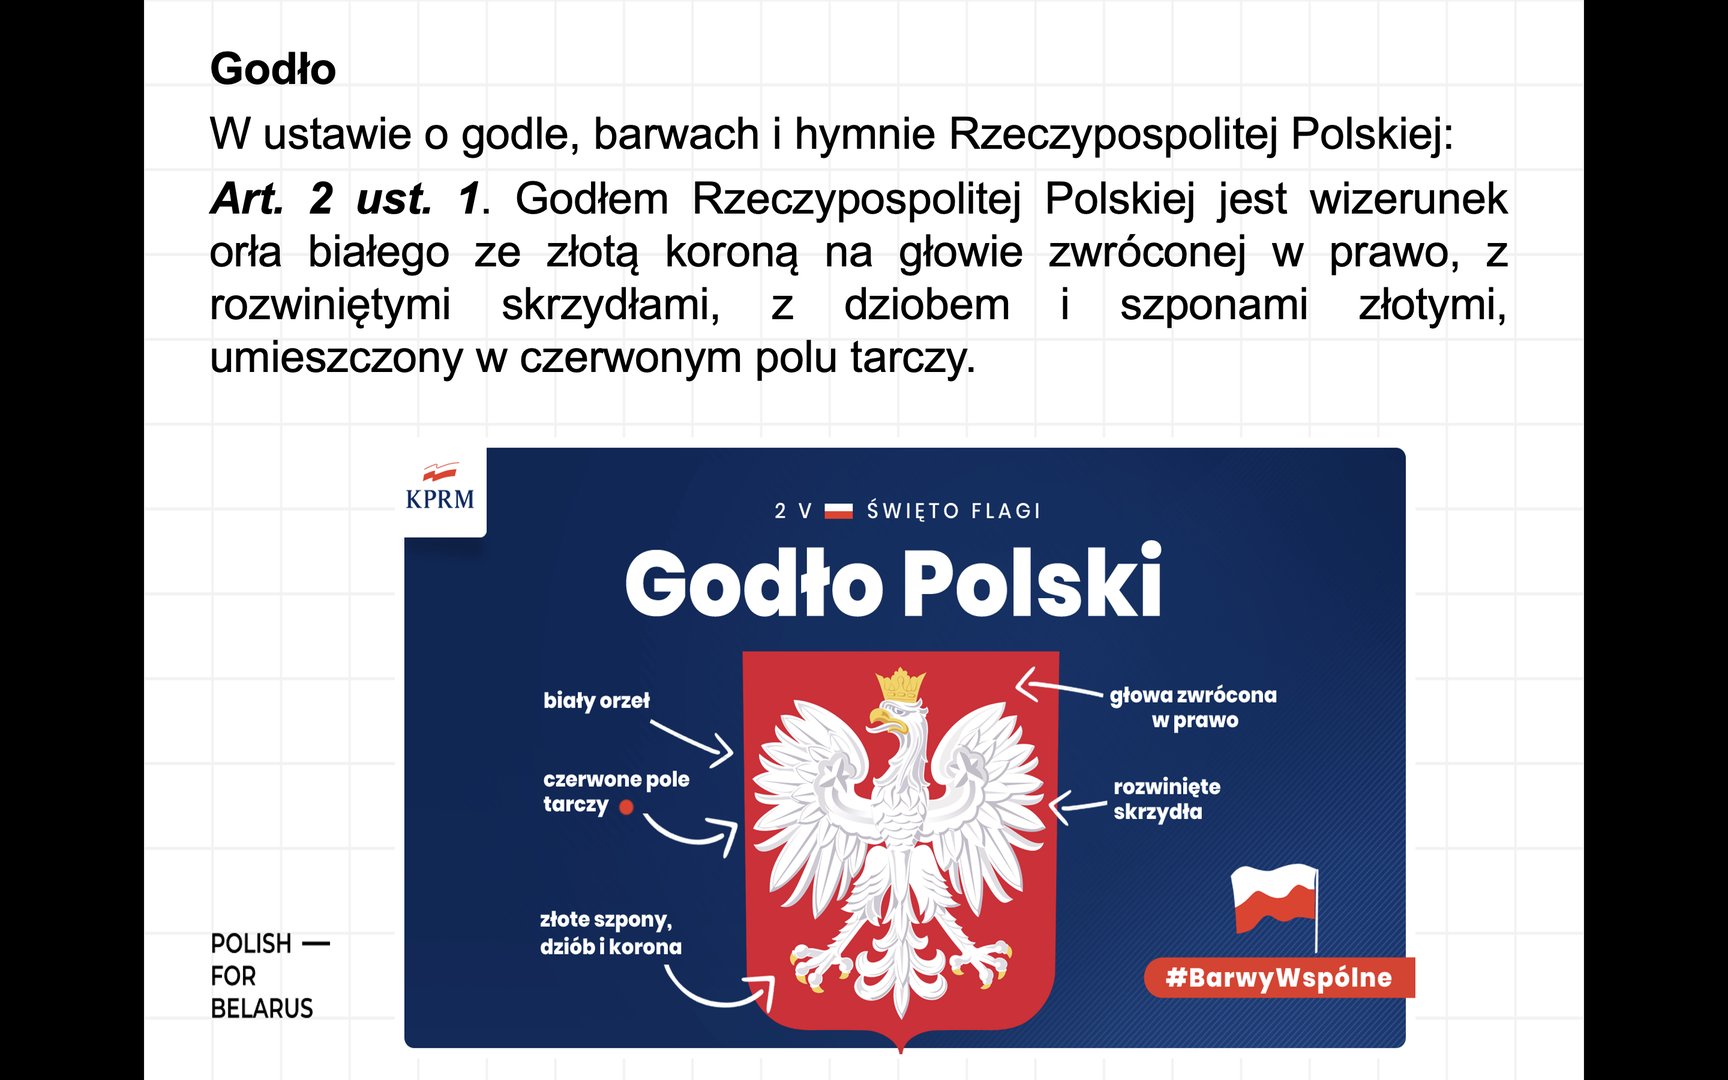 Godło
W ustawie o godle, barwach i hymnie Rzeczypospolitej Polskiej:
Art. 2 ust. 1. Godłem Rzeczypospolitej Polskiej jest wizerunek
orła białego ze złotą koroną na głowie zwróconej w prawo, z
rozwiniętymi skrzydłami, z dziobem i szponami złotymi,
umieszczony w czerwonym polu tarczy.
KPRM
2 V ŚWIĘTO FLAGI
Godło Polski
biały orzeł
głowa zwrócona
w prawo
czerwone pole
tarczy
rozwinięte
skrzydła
złote szpony,
dziób i korona
#BarwyWspólne
POLISH —
FOR
BELARUS